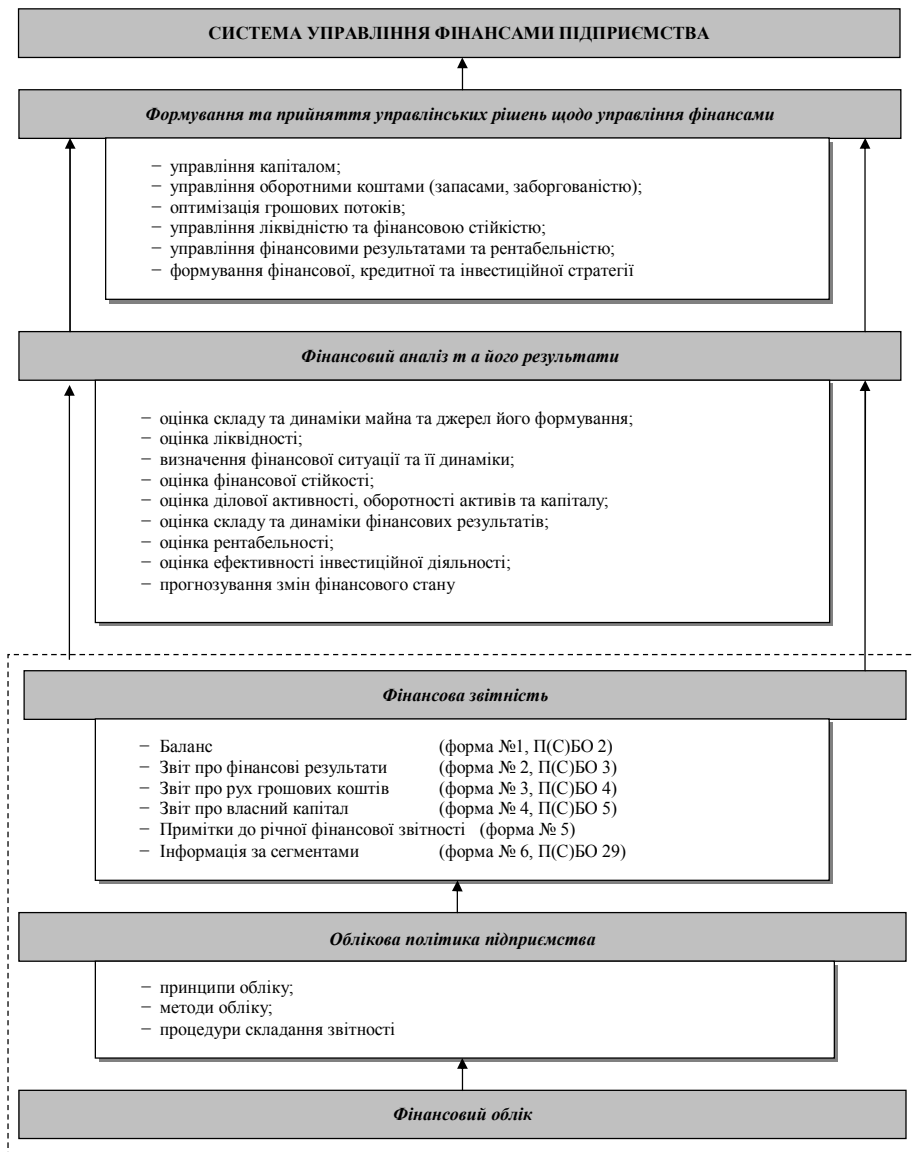 СИСТЕМА УПРАВЛІННЯ ФІНАНСАМИ ПІДПРИЄМСТВА
Формування та прийняття управлінських рішень щодо управління фінансами
− управління капіталом;
− управління оборотними коштами (запасами, заборгованістю);
− оптимізація грошових потоків;
− управління ліквідністю та фінансовою стійкістю;
− управління фінансовими результатами та рентабельністю;
− формування фінансової, кредитної та інвестиційної стратегії
Фінансовий аналіз т а його результати
− оцінка складу та динаміки майна та джерел його формування;
− оцінка ліквідності;
− визначення фінансової ситуації та її динаміки;
− оцінка фінансової стійкості;
− оцінка ділової активності, оборотності активів та капіталу;
− оцінка складу та динаміки фінансових результатів;
− оцінка рентабельності;
− оцінка ефективності інвестиційної діяльності;
− прогнозування змін фінансового стану
Фінансова звітність
− Баланс (форма №1, П(С)БО 2)
− Звіт про фінансові результати (форма № 2, П(С)БО 3)
− Звіт про рух грошових коштів (форма № 3, П(С)БО 4)
− Звіт про власний капітал (форма № 4, П(С)БО 5)
− Примітки до річної фінансової звітності (форма № 5)
− Інформація за сегментами (форма № 6, П(С)БО 29)
Облікова політика підприємства
− принципи обліку;
− методи обліку;
− процедури складання звітності
Фінансовий облік